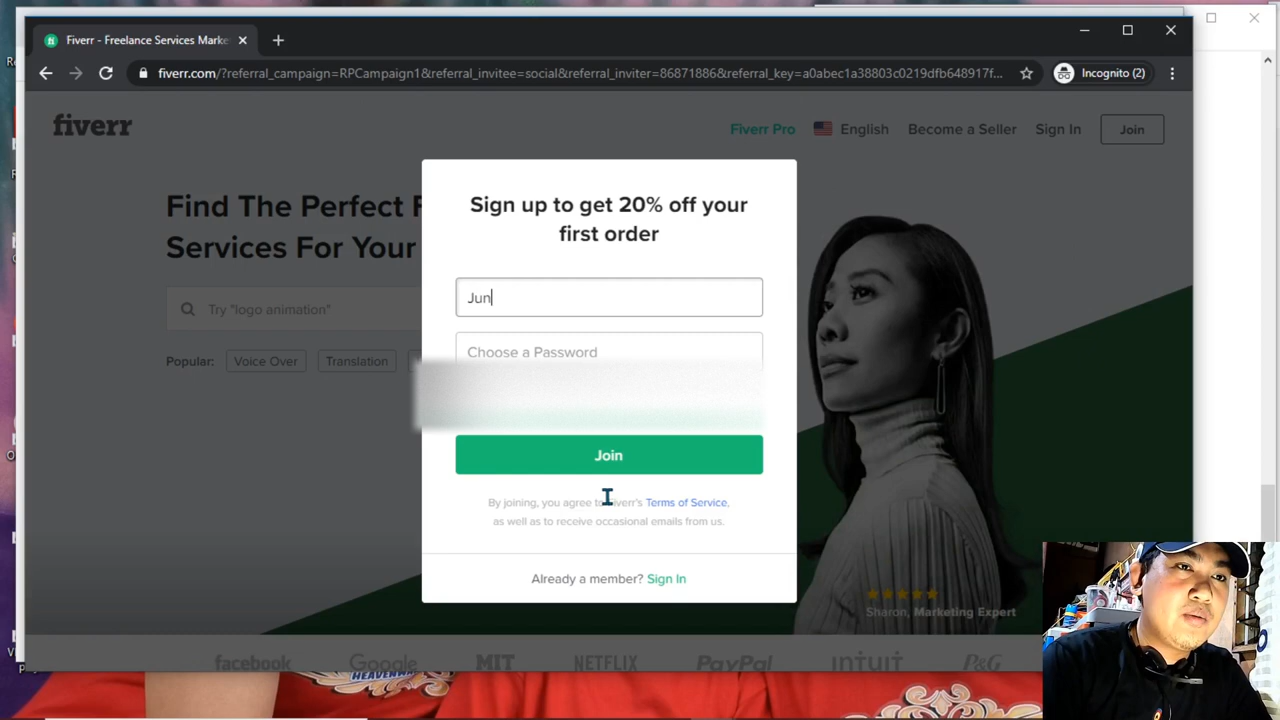 Fiverr - Freelance Services Marke
fiverr.com/?referral_campaign=RPCampaign1&referral_invitee=social&referral_inviter=86871886&referral_key=a0abec1a38803c0219dfb648917f...
Incognito (2)
fiverr
Fiverr Pro
English
Become a Seller
Sign In
Join
Find The Perfect F
Services For Your
Try "logo animation"
Popular:
Voice Over
Translation
Sign up to get 20% off your
first order
Jun
Choose a Password
Join
By joining, you agree to Fiverr's Terms of Service,
as well as to receive occasional emails from us.
Already a member? Sign In
Sharon, Marketing Expert
facebook
Google
MIT
NETFLIX
PayPal
intuit
P&G